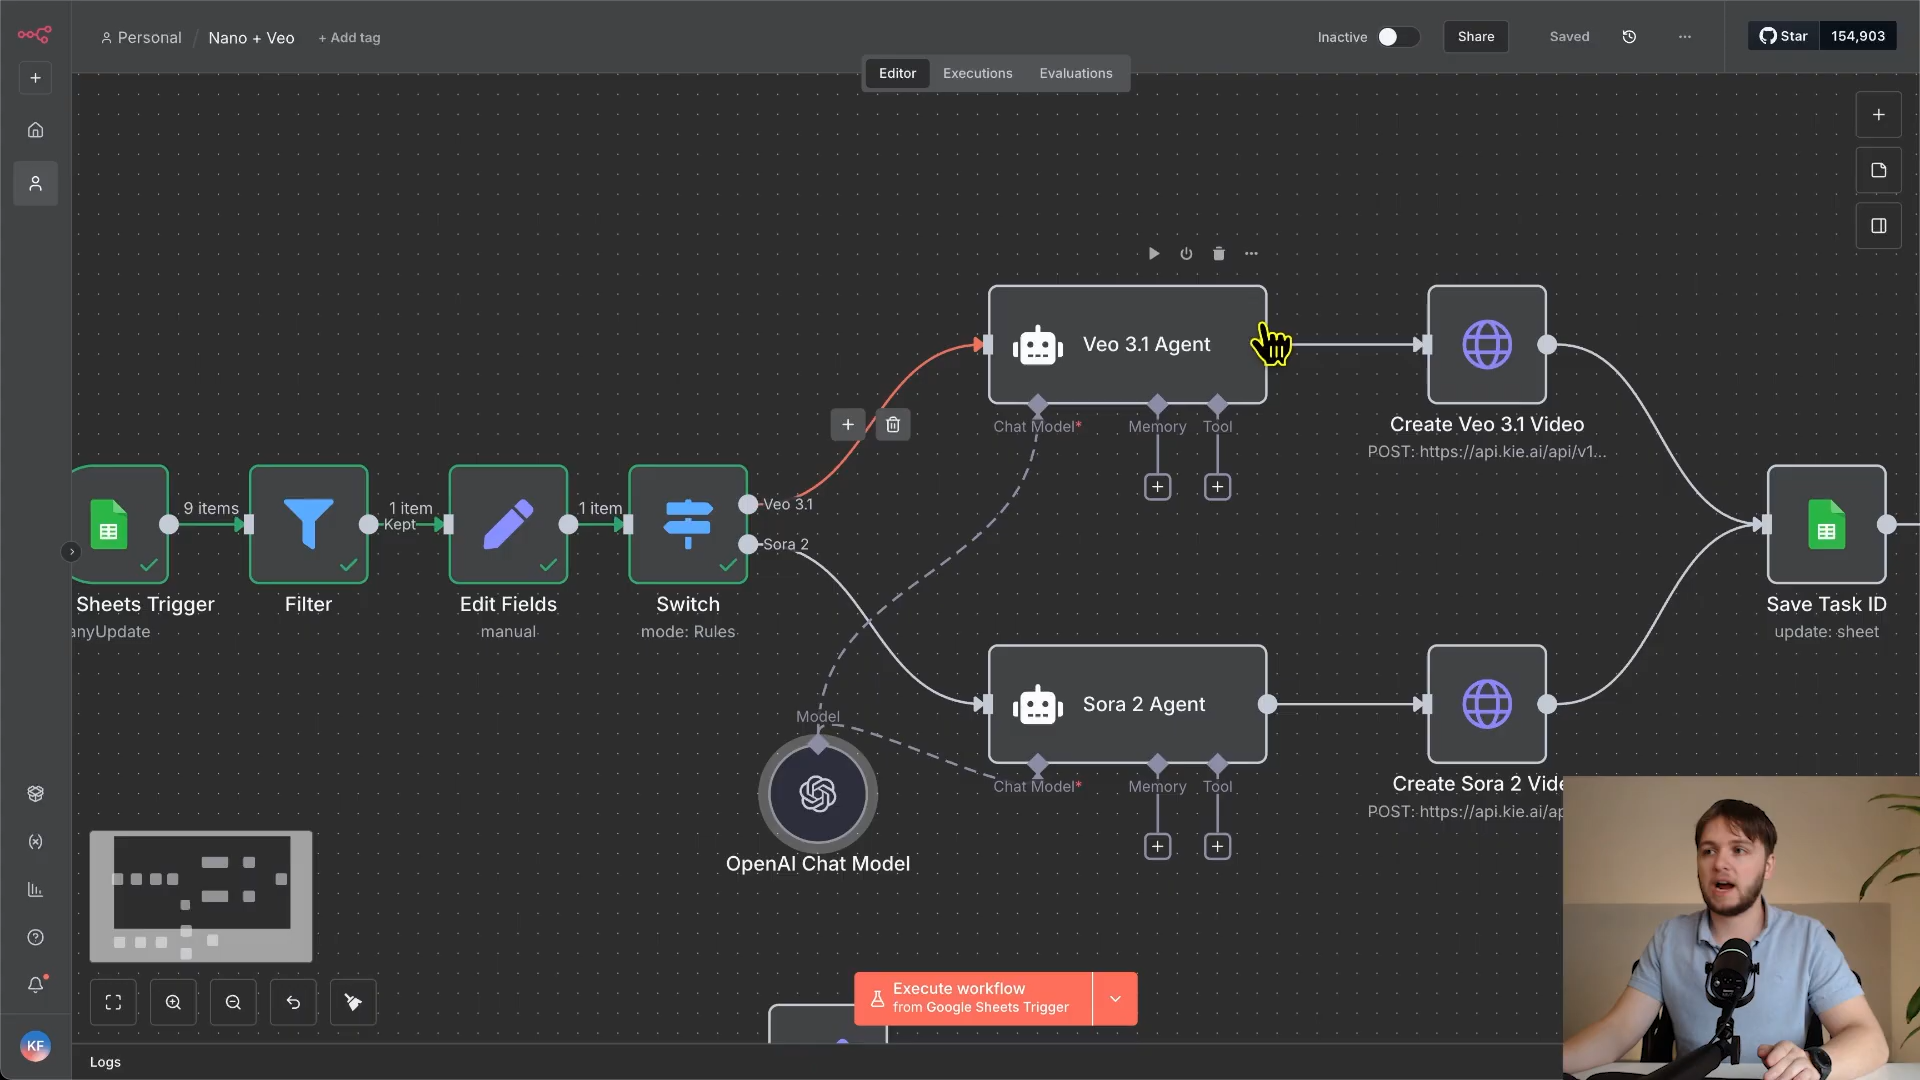 Personal / Nano + Veo + Add tag
Inactive
Share
Saved
Star 154,903
Editor Executions Evaluations
Veo 3.1 Agent
Chat Model*
Memory
Tool
Create Veo 3.1 Video
POST: https://api.kie.ai/api/v1...
9 items
1 item
Kept
1 item
Veo 3.1
Sora 2
Sheets Trigger
anyUpdate
Filter
Edit Fields
manual
Switch
mode: Rules
Save Task ID
update: sheet
Model
Sora 2 Agent
Chat Model*
Memory
Tool
Create Sora 2 Vide
POST: https://api.kie.ai/ap
OpenAI Chat Model
Execute workflow
from Google Sheets Trigger
KF
Logs